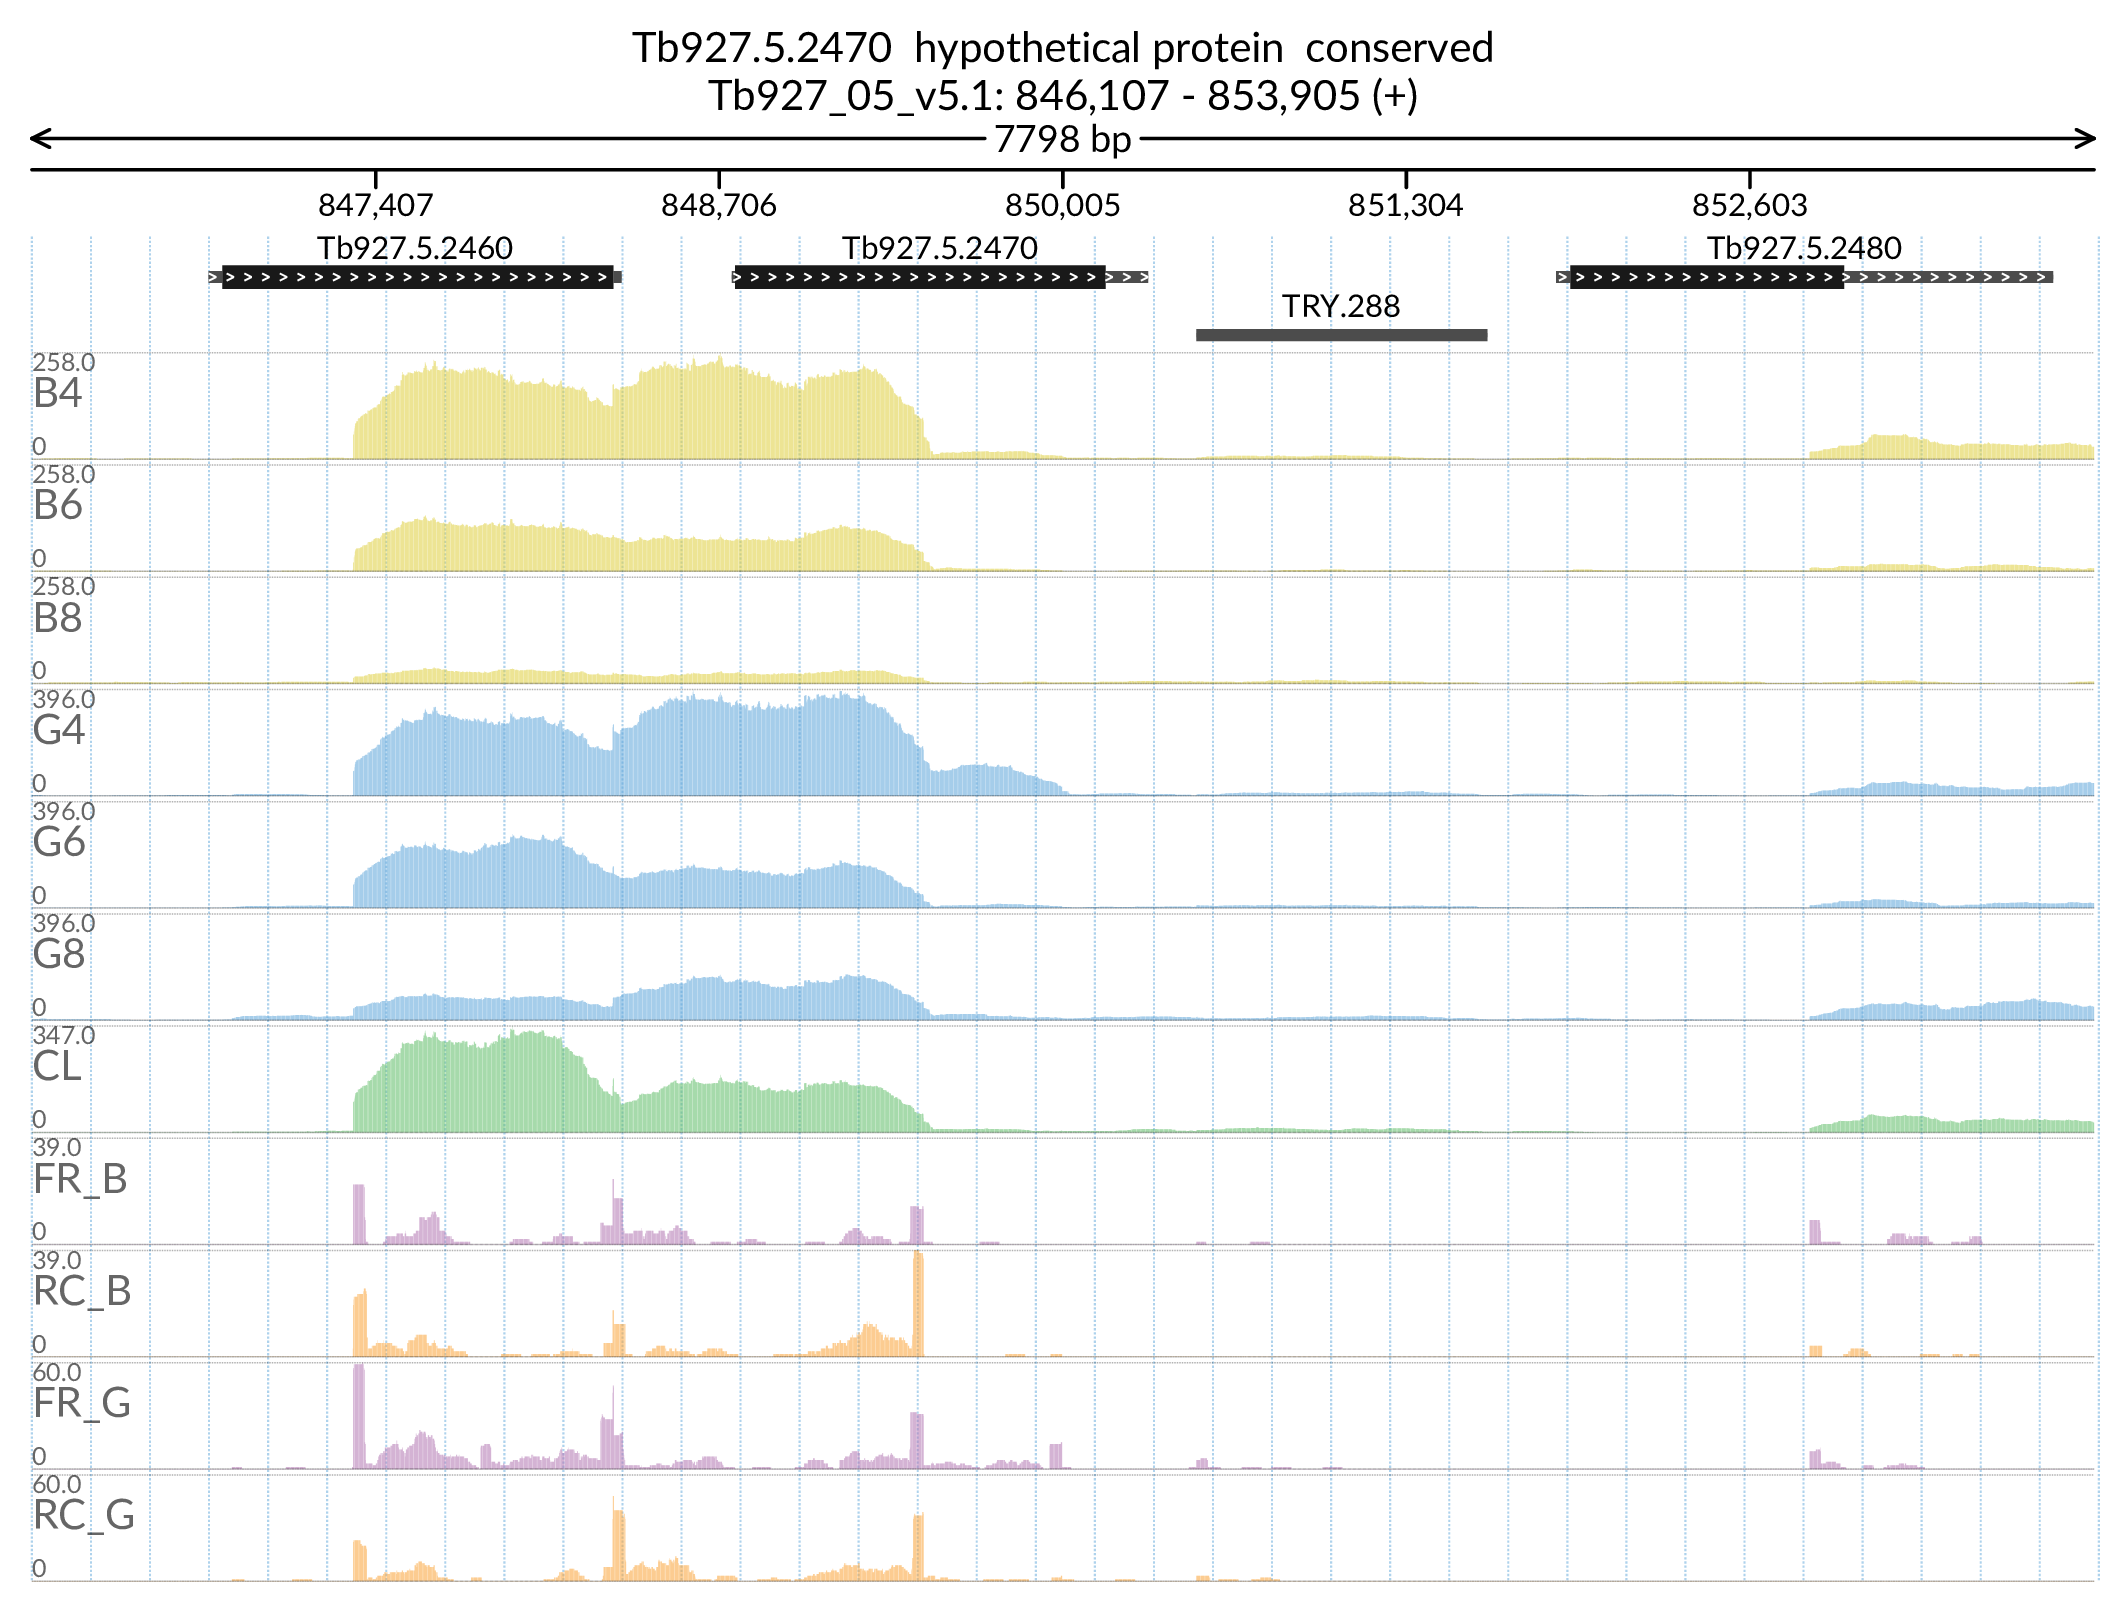 Tb927.5.2470 hypothetical protein conserved
Tb927_05_v5.1: 846,107 - 853,905 (+)
7798 bp
847,407 848,706 850,005 851,304 852,603
Tb927.5.2460 Tb927.5.2470 Tb927.5.2480
TRY.288
258.0
B4
0
258.0
B6
0
258.0
B8
0
396.0
G4
0
396.0
G6
0
396.0
G8
0
347.0
CL
0
39.0
FR_B
0
39.0
RC_B
0
60.0
FR_G
0
60.0
RC_G
0